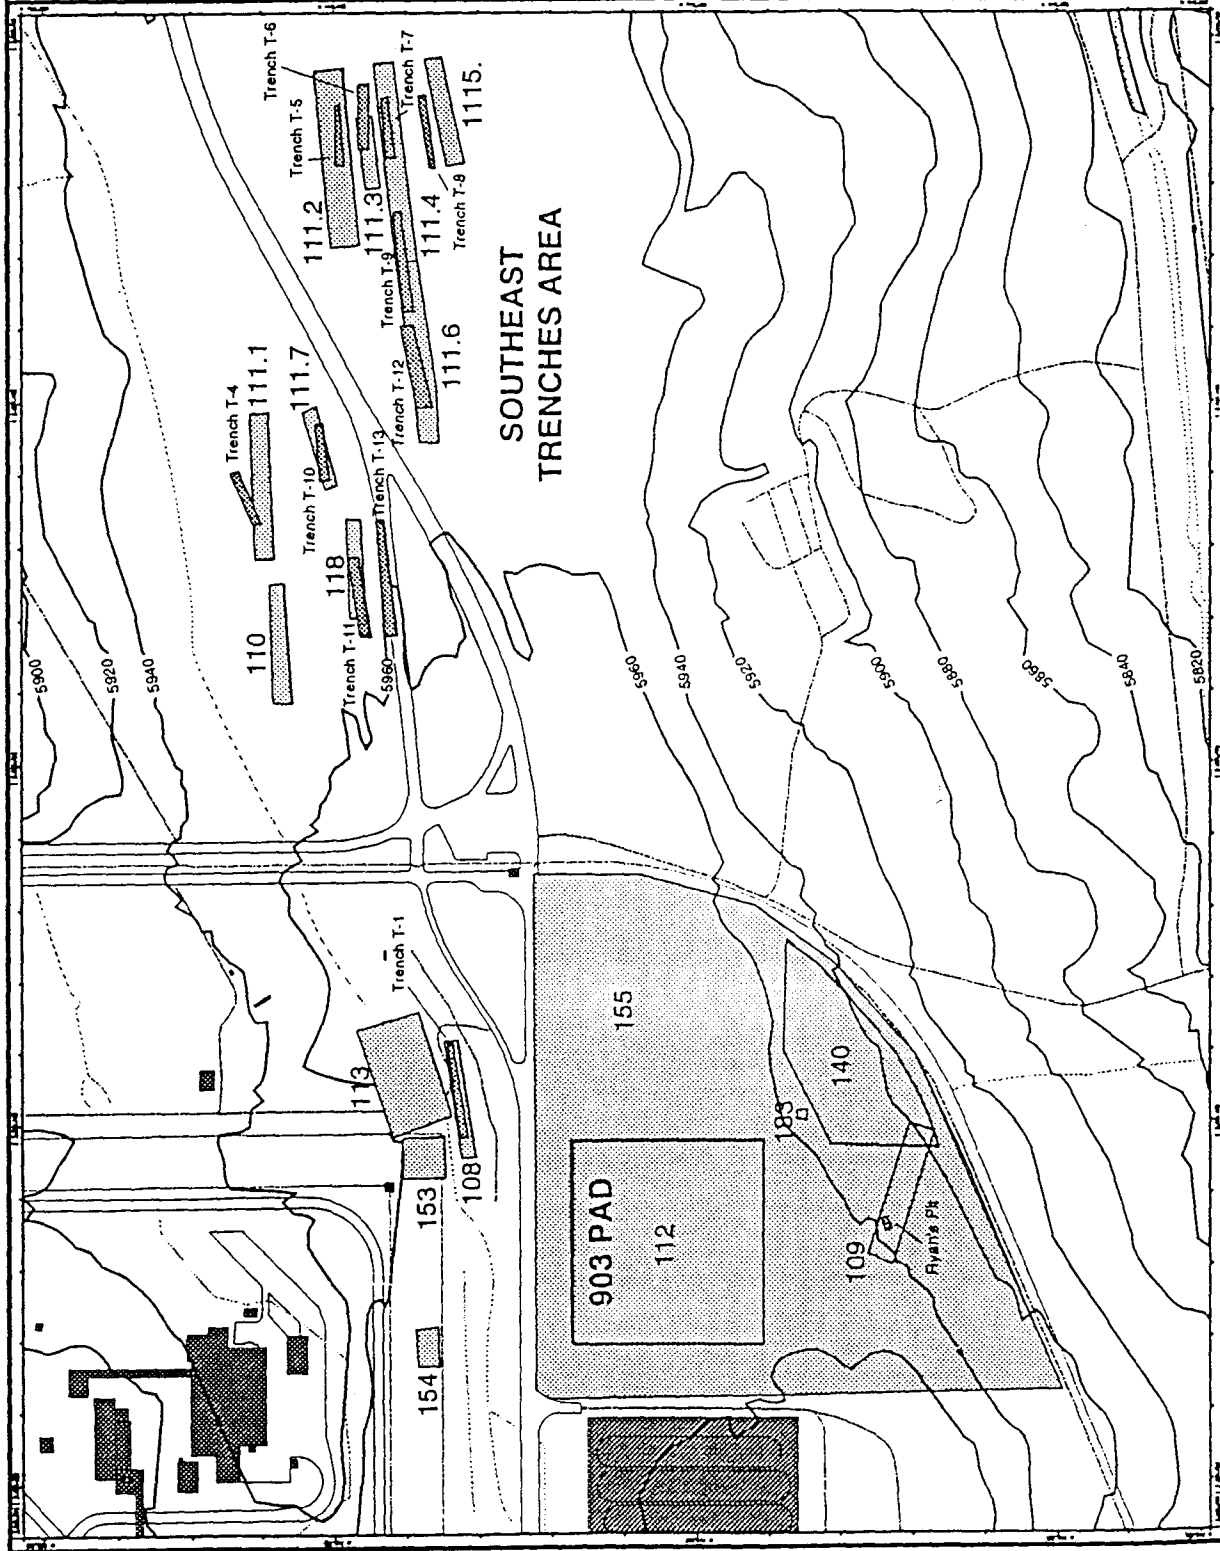 5900
5920
5940
110
Trench T-4
111.1
Trench T-10
111.7
Trench T-11
118
5960
Trench T-13
Trench T-5
Trench T-6
111.2
111.3
Trench T-7
Trench T-9
111.4
Trench T-8
1115.
Trench T-12
111.6
SOUTHEAST
TRENCHES AREA
Trench T-1
113
108
153
154
155
903 PAD
112
183
140
109
Ryan's Pit
5960
5940
5920
5900
5880
5860
5840
5820